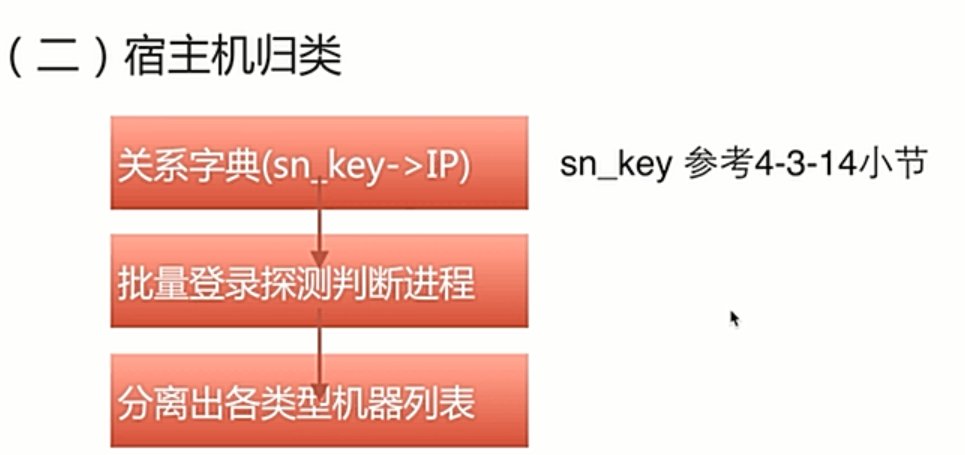 （二）宿主机归类
关系字典(sn_key->IP)
sn_key 参考4-3-14小节
批量登录探测判断进程
分离出各类型机器列表